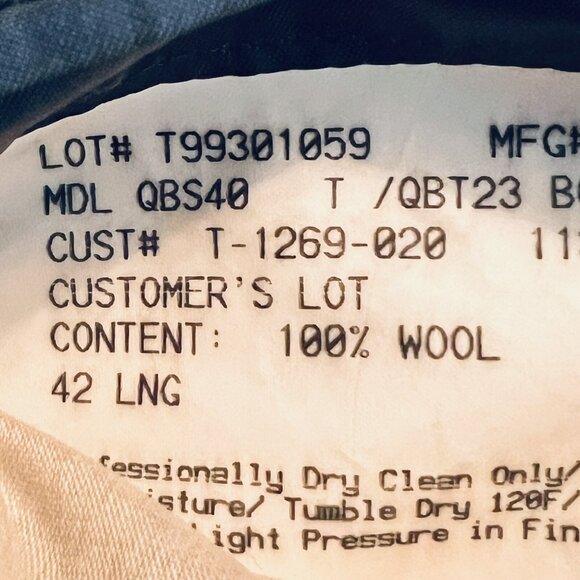 LOT# T99301059 MFG#
MDL QBS40 T /QBT23
CUST# T-1269-020
CUSTOMER'S LOT
CONTENT: 100% WOOL
42 LNG
Dry Clean Only/
Tumble Dry 120F/
Pressure in